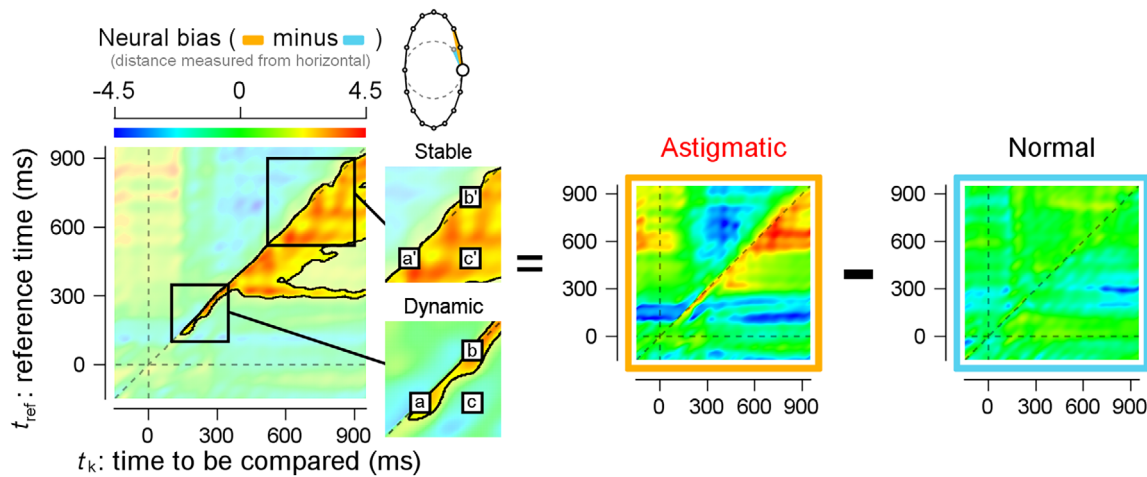 Neural bias ( minus )
(distance measured from horizontal)
-4.5 0 4.5
Stable
a' b' c'
Dynamic
a b c
=
Astigmatic
-
Normal
900
600
300
0
0 300 600 900
tref : reference time (ms)
tk: time to be compared (ms)
900
600
300
0
0 300 600 900
900
600
300
0
0 300 600 900